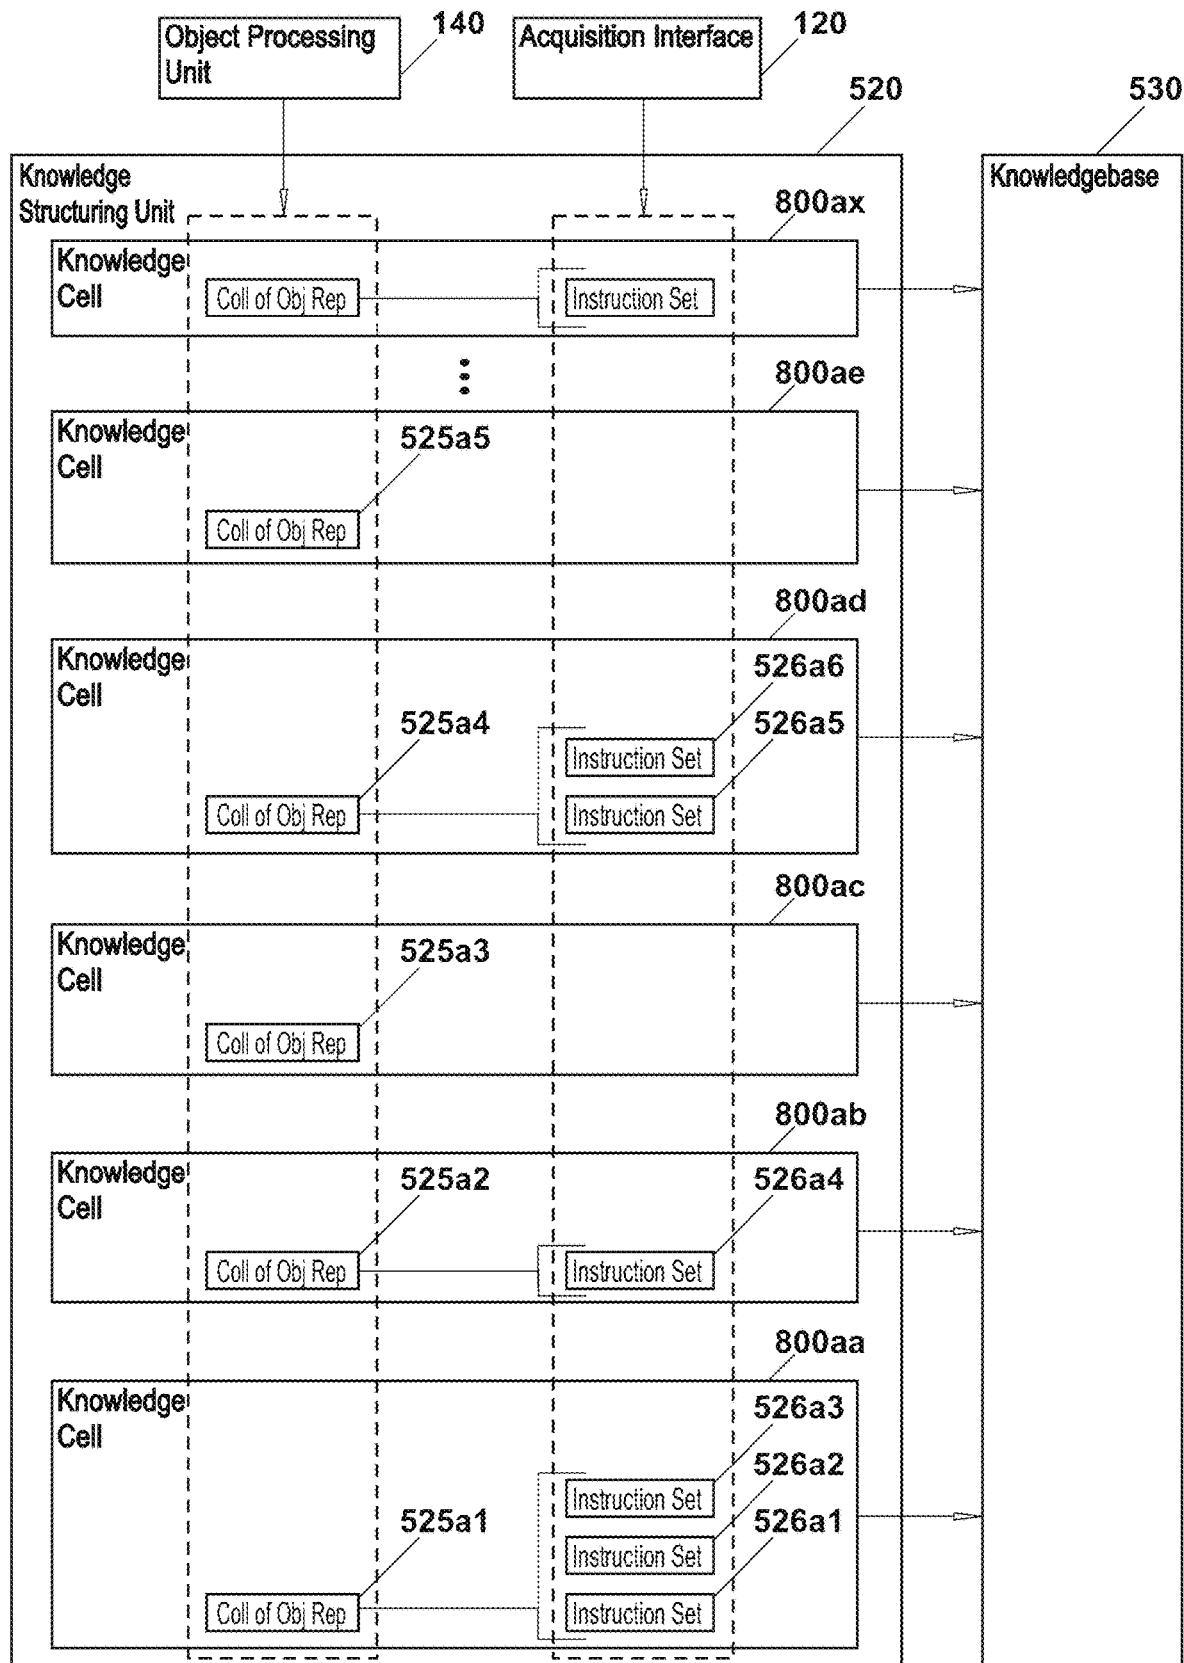 Object Processing
Unit
140
Acquisition Interface
120
520
530
Knowledge
Structuring Unit
Knowledgebase
800ax
Knowledge
Cell
Coll of Obj Rep
Instruction Set
800ae
Knowledge
Cell
525a5
Coll of Obj Rep
800ad
Knowledge
Cell
526a6
525a4
526a5
Instruction Set
Coll of Obj Rep
Instruction Set
800ac
Knowledge
Cell
525a3
Coll of Obj Rep
800ab
Knowledge
Cell
525a2
526a4
Coll of Obj Rep
Instruction Set
800aa
Knowledge
Cell
526a3
526a2
Instruction Set
525a1
526a1
Instruction Set
Coll of Obj Rep
Instruction Set